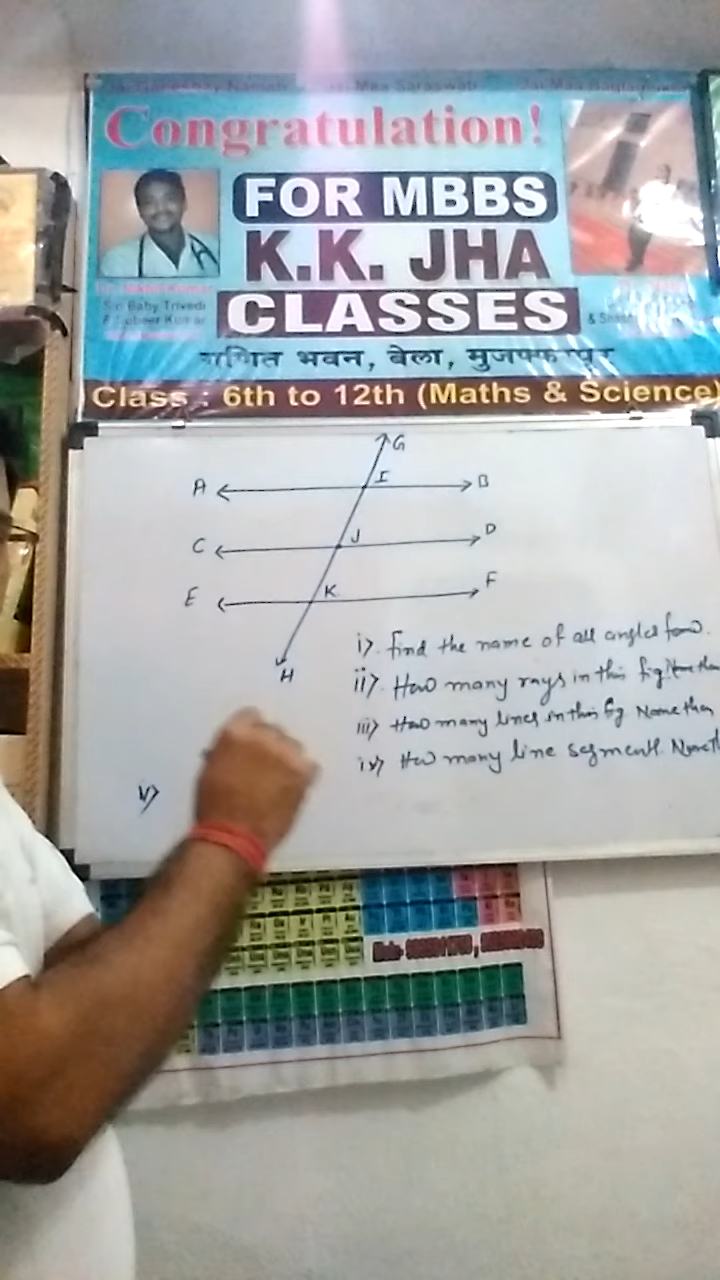 Congratulation!
FOR MBBS
K.K. JHA
CLASSES
Baby Trivedi
गणित भवन, बेला, मुजफ्फरपुर
Class : 6th to 12th (Maths & Science)
G
A I B
C J D
E K F
H
i). find the name of all angles
ii). How many rays in this fig
iii) How many lines in this fig Name them
iv) How many line segment.
v)